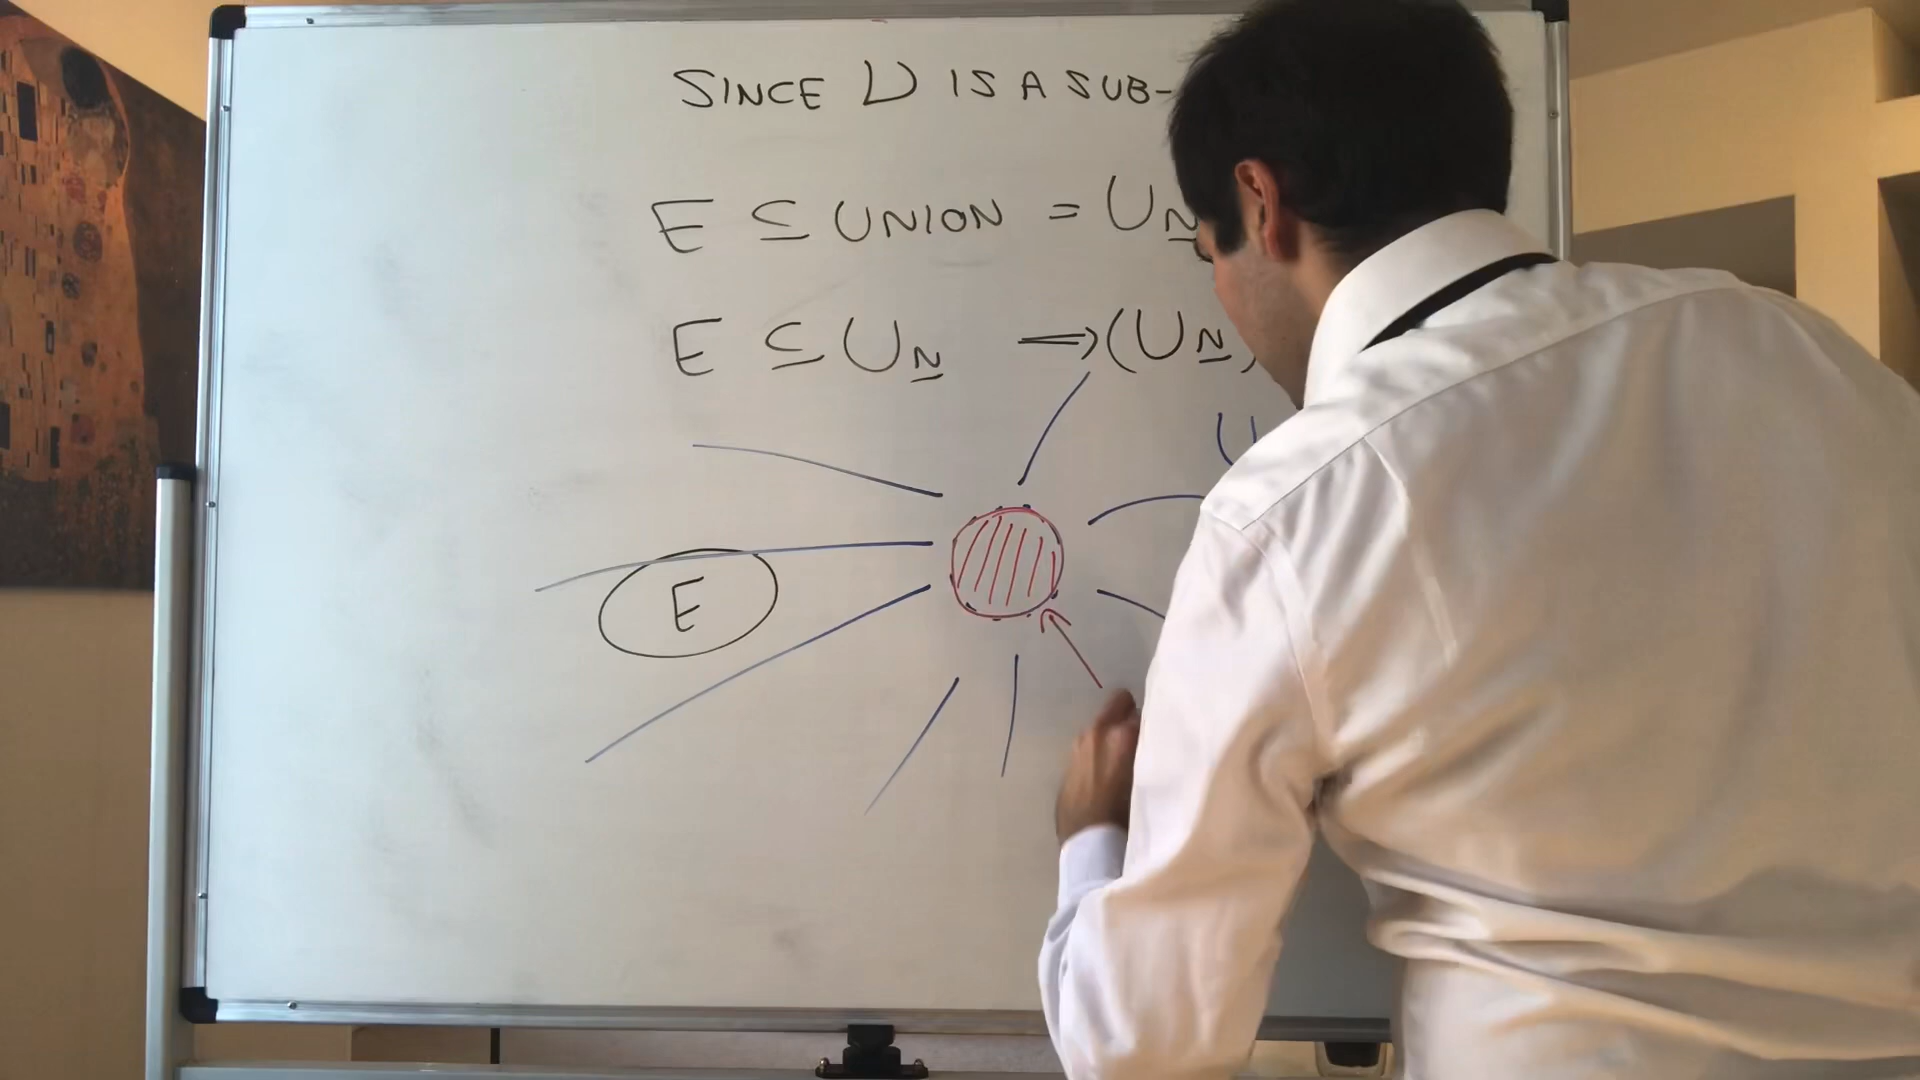 SINCE U IS A SUB-
E ⊆ UNION = U_N
E ⊆ U_N ⇒ (U_N)
U
E